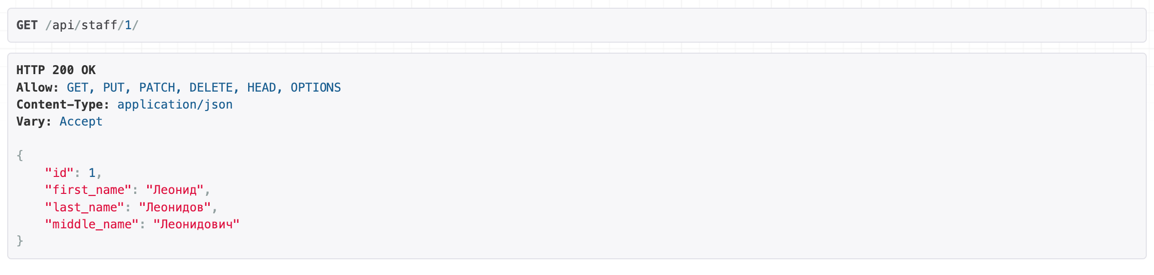 GET /api/staff/1/
HTTP 200 OK
Allow: GET, PUT, PATCH, DELETE, HEAD, OPTIONS
Content-Type: application/json
Vary: Accept
{
    "id": 1,
    "first_name": "Леонид",
    "last_name": "Леонидов",
    "middle_name": "Леонидович"
}